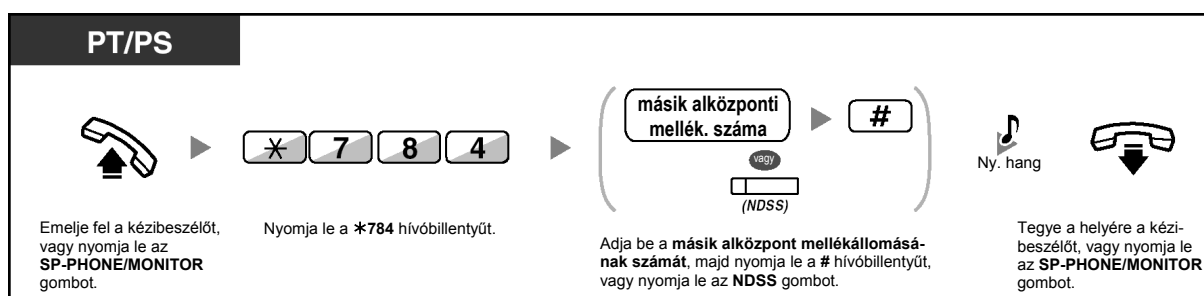 PT/PS
7 8 4
másik alközponti
mellék. száma
#
vagy
(NDSS)
Ny. hang
Emelje fel a kézibeszélőt,
vagy nyomja le az
SP-PHONE/MONITOR
gombot.
Nyomja le a *784 hívóbillentyűt.
Adja be a másik alközpont mellékállomásá-
nak számát, majd nyomja le a # hívóbillentyűt,
vagy nyomja le az NDSS gombot.
Tegye a helyére a kézi-
beszélőt, vagy nyomja le
az SP-PHONE/MONITOR
gombot.